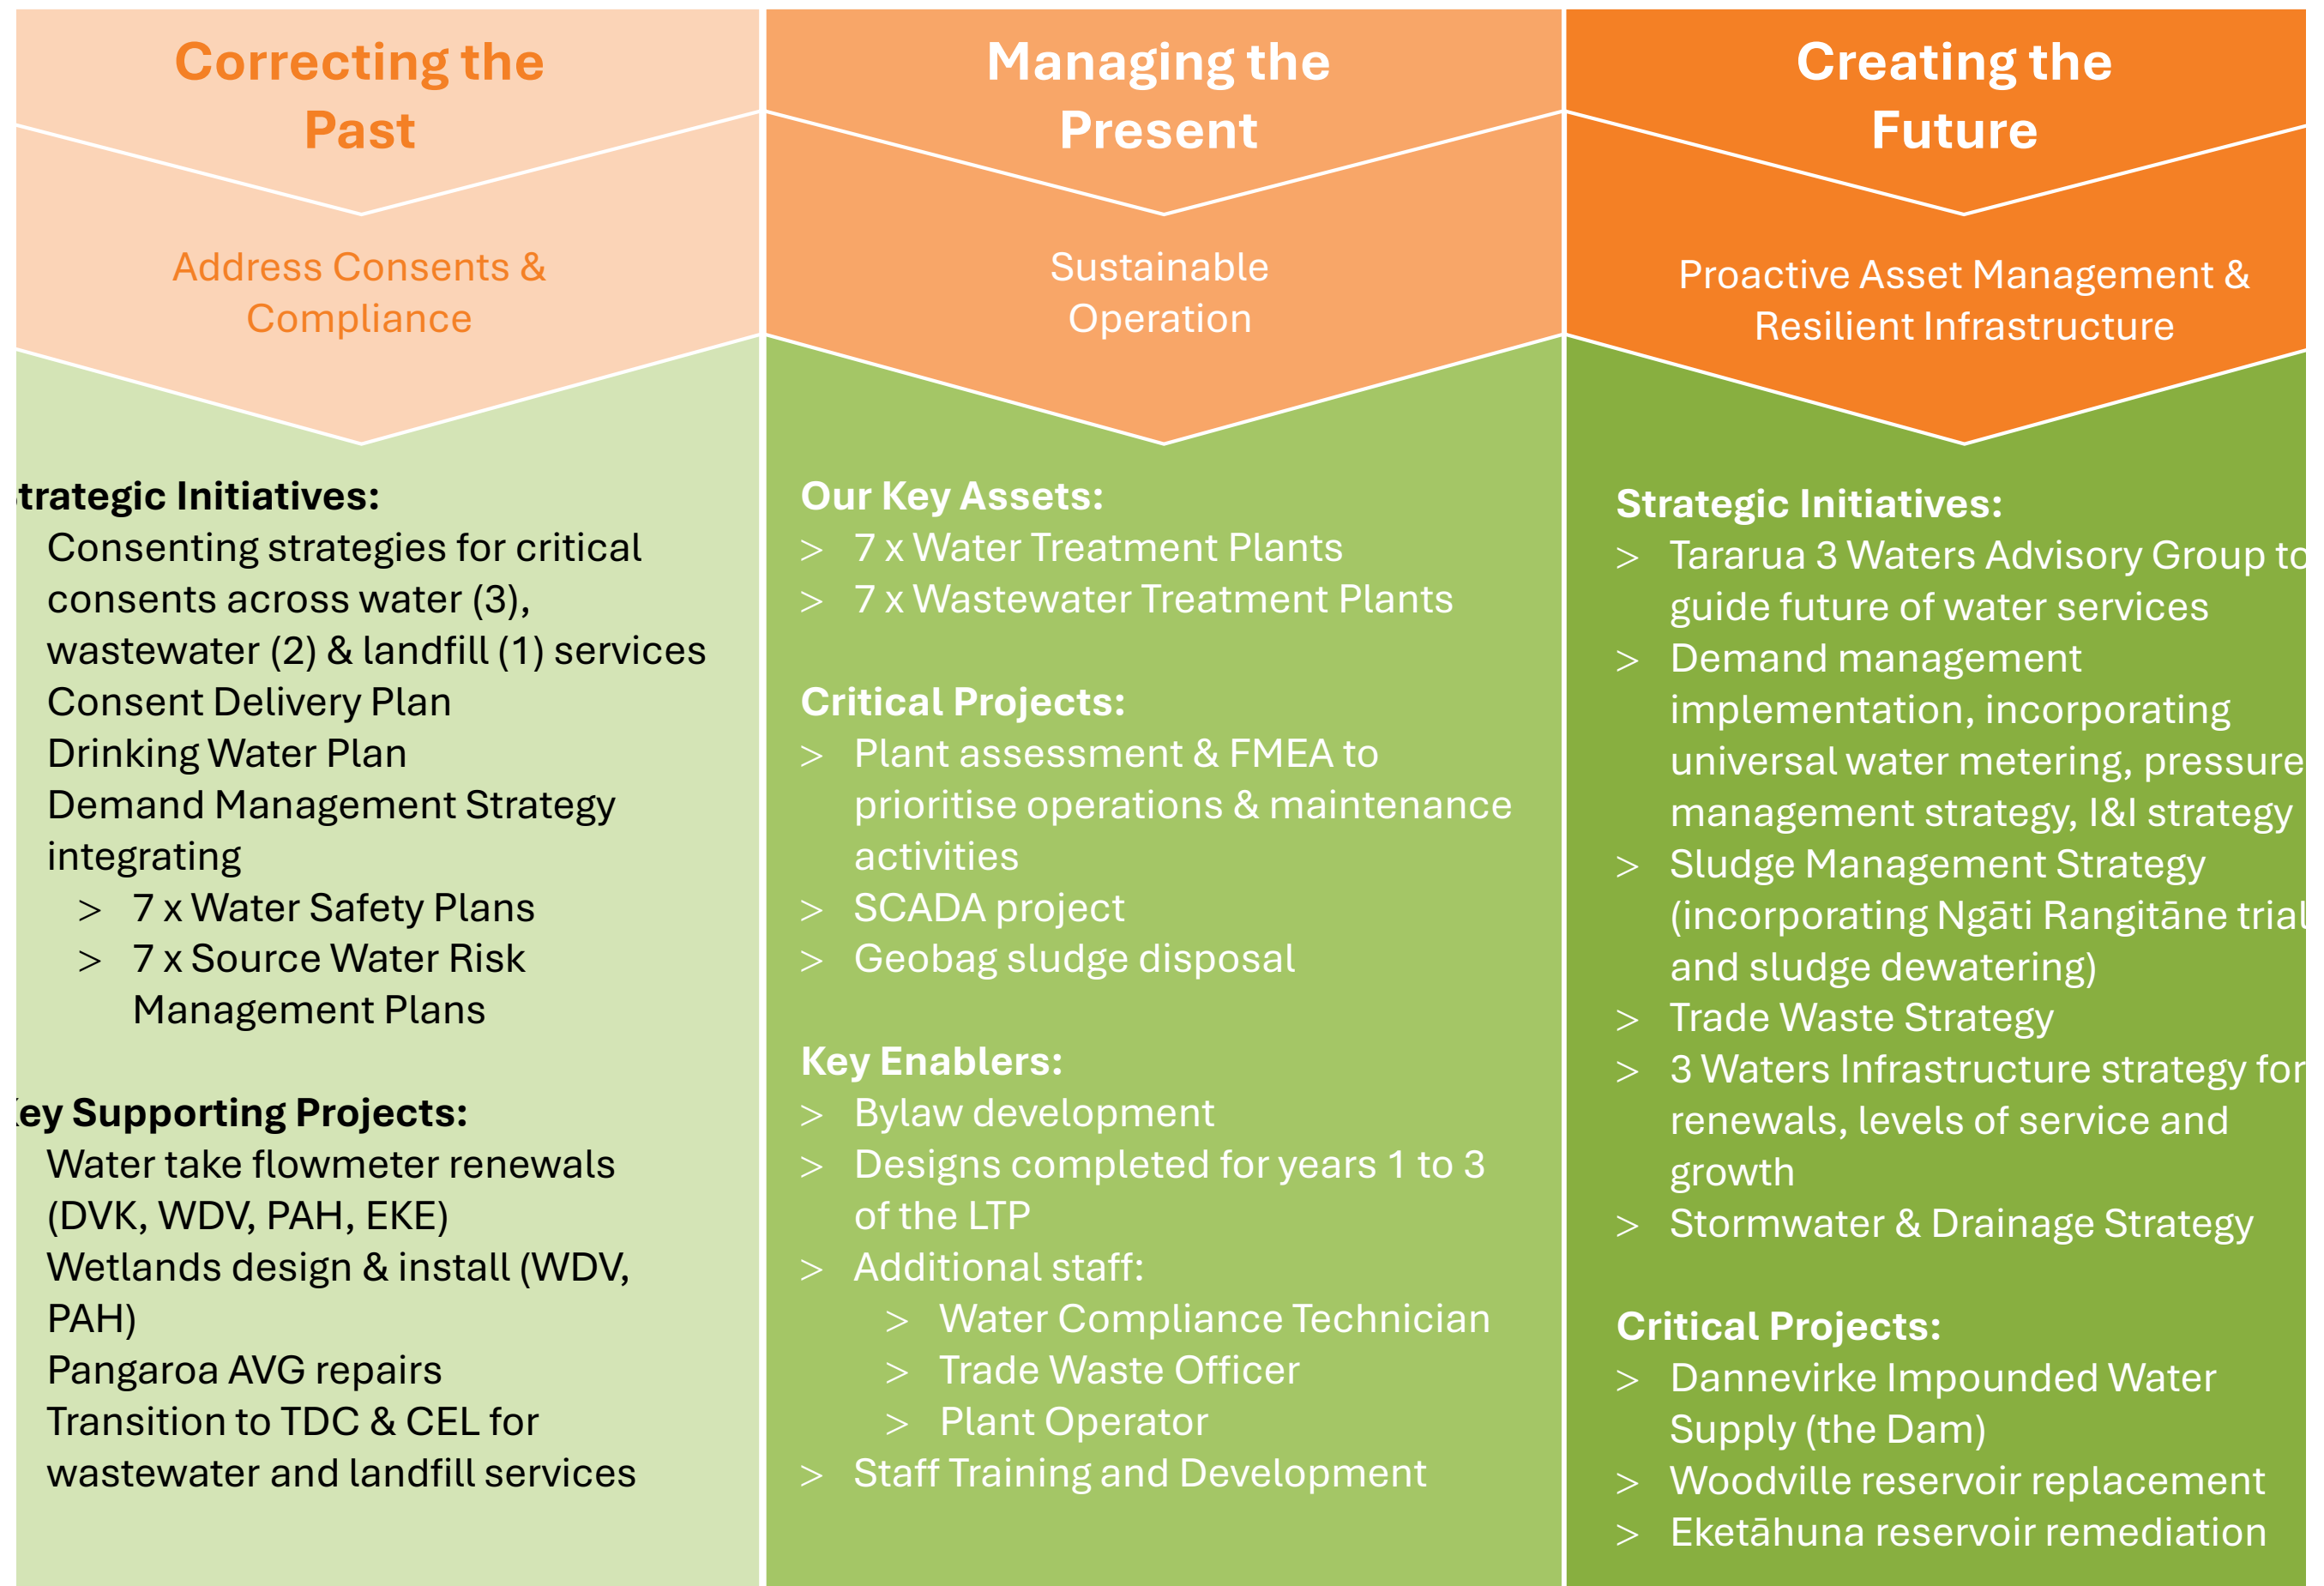 Correcting the
Past
Address Consents &
Compliance
trategic Initiatives:
Consenting strategies for critical
consents across water (3),
wastewater (2) & landfill (1) services
Consent Delivery Plan
Drinking Water Plan
Demand Management Strategy
integrating
> 7 x Water Safety Plans
> 7 x Source Water Risk
Management Plans
ey Supporting Projects:
Water take flowmeter renewals
(DVK, WDV, PAH, EKE)
Wetlands design & install (WDV,
PAH)
Pangaroa AVG repairs
Transition to TDC & CEL for
wastewater and landfill services
Managing the
Present
Sustainable
Operation
Our Key Assets:
> 7 x Water Treatment Plants
> 7 x Wastewater Treatment Plants
Critical Projects:
> Plant assessment & FMEA to
prioritise operations & maintenance
activities
> SCADA project
> Geobag sludge disposal
Key Enablers:
> Bylaw development
> Designs completed for years 1 to 3
of the LTP
> Additional staff:
> Water Compliance Technician
> Trade Waste Officer
> Plant Operator
> Staff Training and Development
Creating the
Future
Proactive Asset Management &
Resilient Infrastructure
Strategic Initiatives:
> Tararua 3 Waters Advisory Group to
guide future of water services
> Demand management
implementation, incorporating
universal water metering, pressure
management strategy, I&I strategy
> Sludge Management Strategy
(incorporating Ngāti Rangitāne trial
and sludge dewatering)
> Trade Waste Strategy
> 3 Waters Infrastructure strategy for
renewals, levels of service and
growth
> Stormwater & Drainage Strategy
Critical Projects:
> Dannevirke Impounded Water
Supply (the Dam)
> Woodville reservoir replacement
> Eketāhuna reservoir remediation